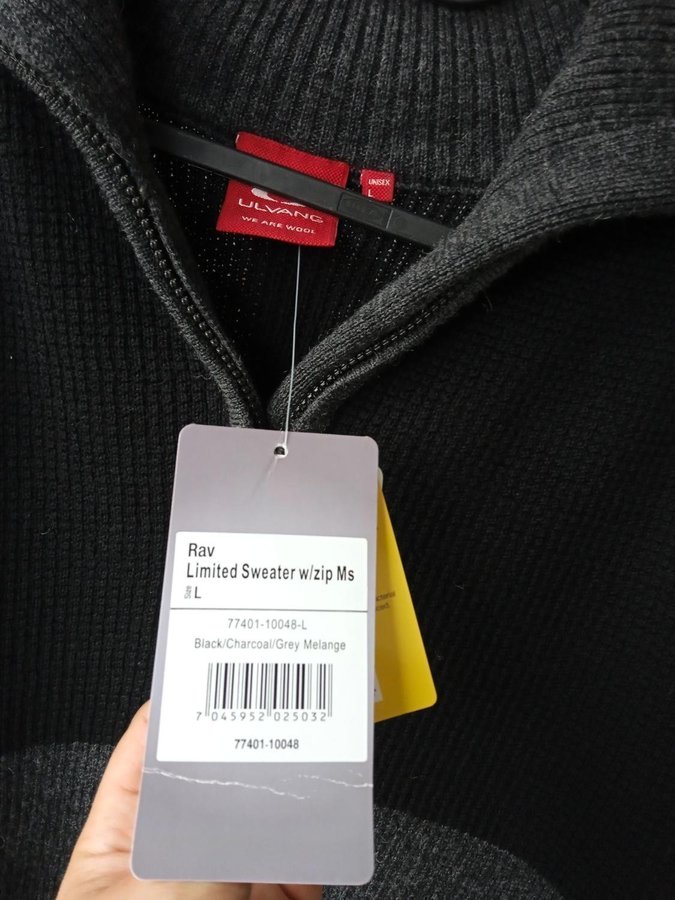 ULVANG
WE ARE WOOL
UNISEX
L
Rav
Limited Sweater w/zip Ms
Size L
77401-10048-L
Black/Charcoal/Grey Melange
7 045952 025032
77401-10048